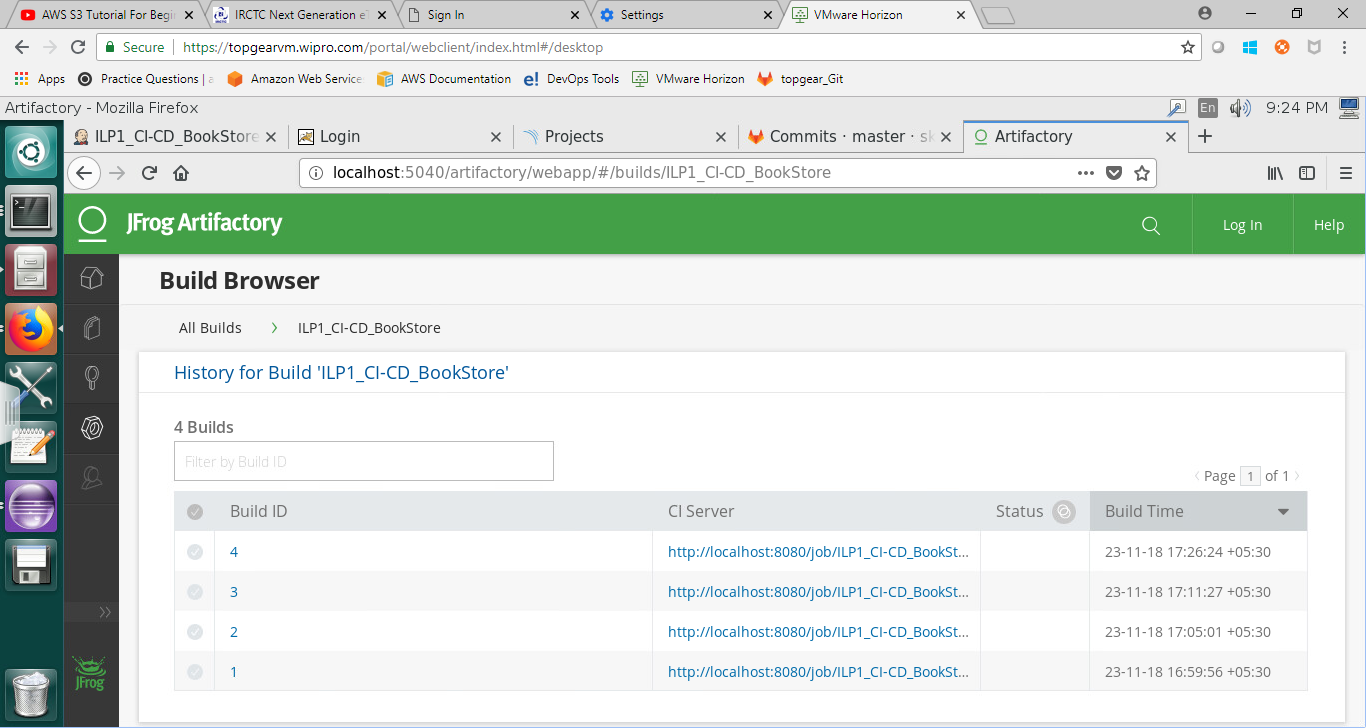 AWS S3 Tutorial For Begin
IRCTC Next Generation eT
Sign In
Settings
VMware Horizon
Secure
https://topgearvm.wipro.com/portal/webclient/index.html#/desktop
Apps
Practice Questions | a
Amazon Web Service
AWS Documentation
e!
DevOps Tools
VMware Horizon
topgear_Git
Artifactory - Mozilla Firefox
En
9:24 PM
ILP1_CI-CD_BookStore
Login
Projects
Commits · master · sk
Artifactory
localhost:5040/artifactory/webapp/#/builds/ILP1_CI-CD_BookStore
JFrog Artifactory
Log In
Help
Build Browser
All Builds
ILP1_CI-CD_BookStore
History for Build 'ILP1_CI-CD_BookStore'
4 Builds
Filter by Build ID
Page 1 of 1
Build ID CI Server Status Build Time
4 http://localhost:8080/job/ILP1_CI-CD_BookSt... 23-11-18 17:26:24 +05:30
3 http://localhost:8080/job/ILP1_CI-CD_BookSt... 23-11-18 17:11:27 +05:30
2 http://localhost:8080/job/ILP1_CI-CD_BookSt... 23-11-18 17:05:01 +05:30
1 http://localhost:8080/job/ILP1_CI-CD_BookSt... 23-11-18 16:59:56 +05:30
JFrog